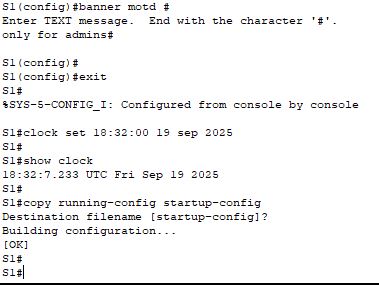 S1(config)#banner motd #
Enter TEXT message.  End with the character '#'.
only for admins#

S1(config)#
S1(config)#exit
S1#
%SYS-5-CONFIG_I: Configured from console by console

S1#clock set 18:32:00 19 sep 2025
S1#
S1#show clock
18:32:7.233 UTC Fri Sep 19 2025
S1#
S1#copy running-config startup-config
Destination filename [startup-config]?
Building configuration...
[OK]
S1#
S1#